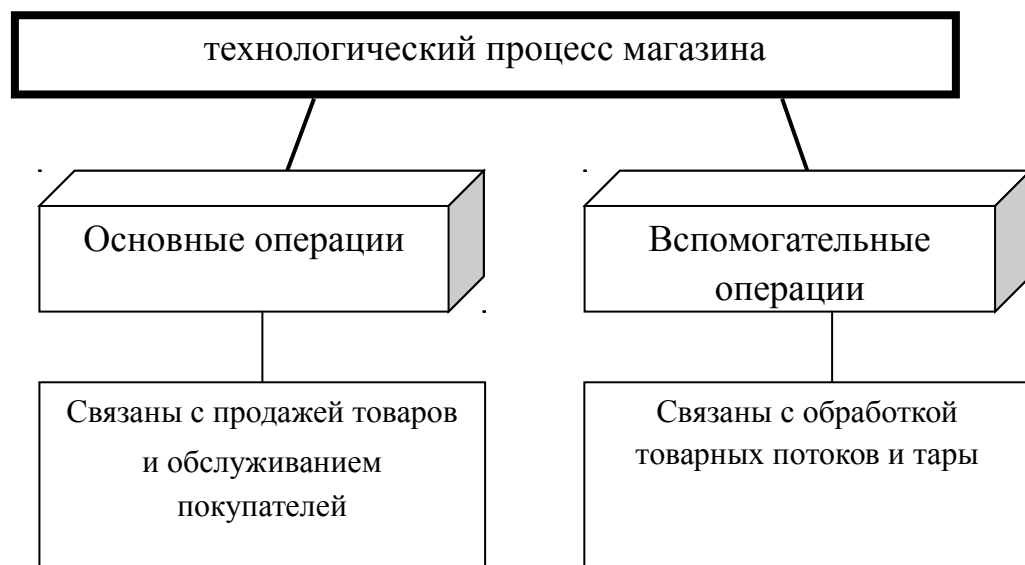 технологический процесс магазина
Основные операции
Вспомогательные
операции
Связаны с продажей товаров
и обслуживанием
покупателей
Связаны с обработкой
товарных потоков и тары